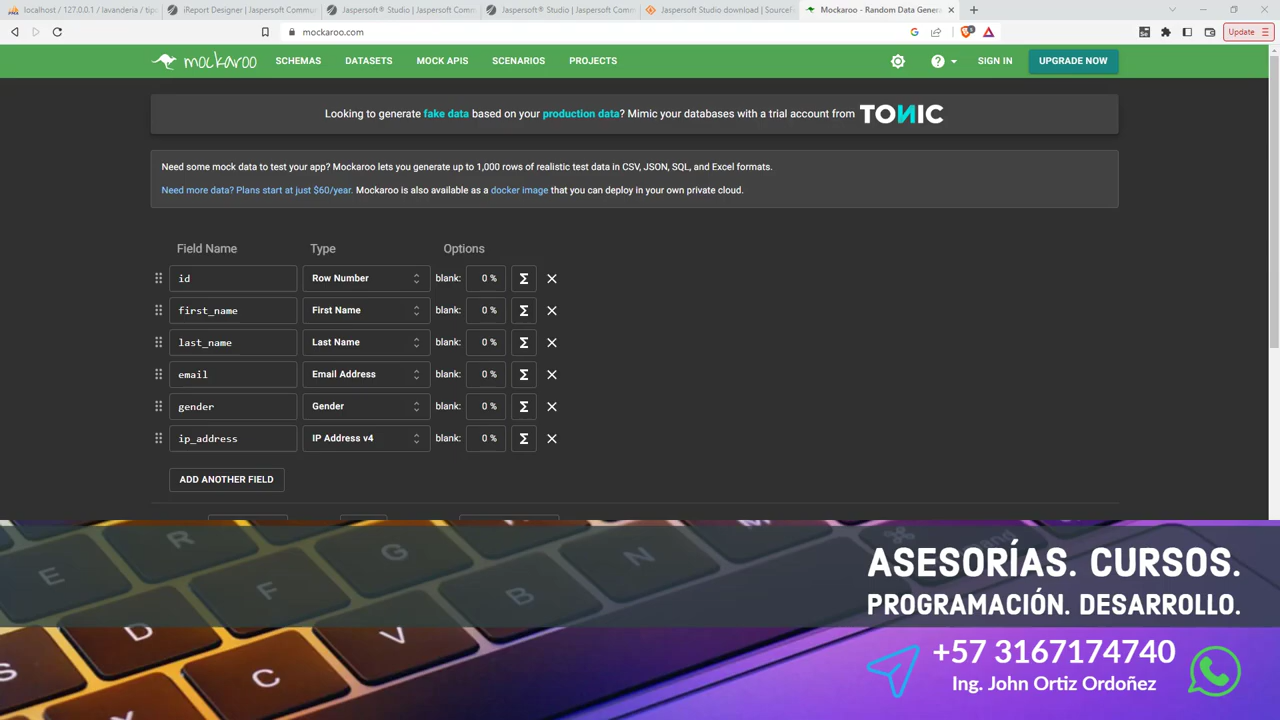 localhost / 127.0.0.1 / lavanderia / tip
iReport Designer | Jaspersoft Commu
Jaspersoft® Studio | Jaspersoft Comm
Jaspersoft® Studio | Jaspersoft Comm
Jaspersoft Studio download | SourceF
Mockaroo - Random Data Gener
mockaroo.com
Update
mockaroo
SCHEMAS
DATASETS
MOCK APIS
SCENARIOS
PROJECTS
SIGN IN
UPGRADE NOW
Looking to generate fake data based on your production data? Mimic your databases with a trial account from TONIC
Need some mock data to test your app? Mockaroo lets you generate up to 1,000 rows of realistic test data in CSV, JSON, SQL, and Excel formats.
Need more data? Plans start at just $60/year. Mockaroo is also available as a docker image that you can deploy in your own private cloud.
Field Name Type Options
id Row Number blank: 0 % Σ
first_name First Name blank: 0 % Σ
last_name Last Name blank: 0 % Σ
email Email Address blank: 0 % Σ
gender Gender blank: 0 % Σ
ip_address IP Address v4 blank: 0 % Σ
ADD ANOTHER FIELD
ASESORÍAS. CURSOS.
PROGRAMACIÓN. DESARROLLO.
+57 3167174740
Ing. John Ortiz Ordoñez
R
G
E
F
N
B
D
V
C
S
X
M